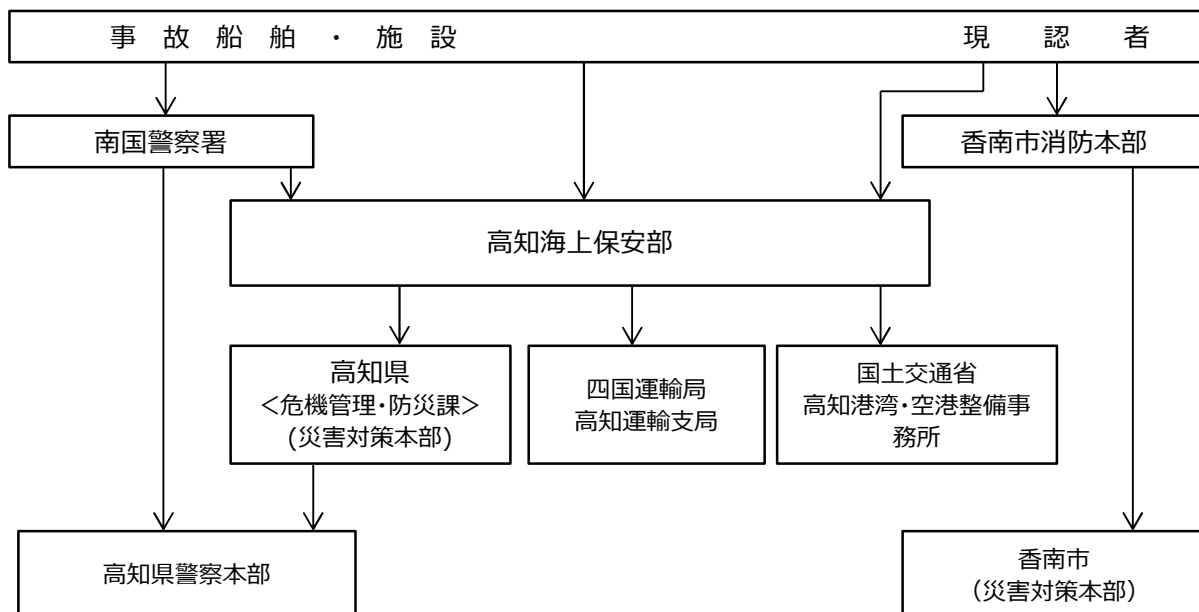 事故船舶・施設 現認者
南国警察署
香南市消防本部
高知海上保安部
高知県
<危機管理・防災課>
(災害対策本部)
四国運輸局
高知運輸支局
国土交通省
高知港湾・空港整備事
務所
高知県警察本部
香南市
（災害対策本部）